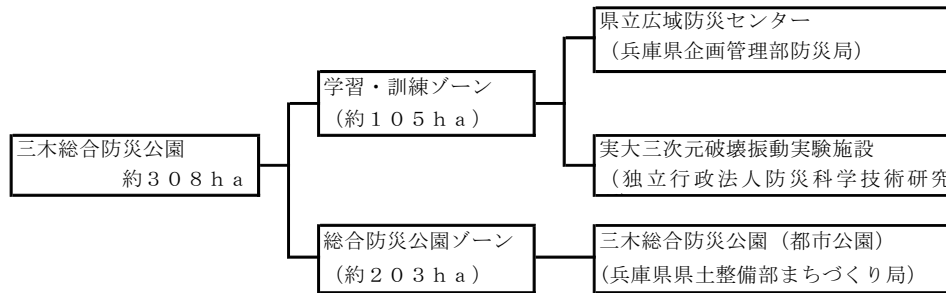 県立広域防災センター
（兵庫県企画管理部防災局）
学習・訓練ゾーン
（約１０５ｈａ）
三木総合防災公園
約３０８ｈａ
実大三次元破壊振動実験施設
（独立行政法人防災科学技術研究
総合防災公園ゾーン
（約２０３ｈａ）
三木総合防災公園（都市公園）
（兵庫県県土整備部まちづくり局）